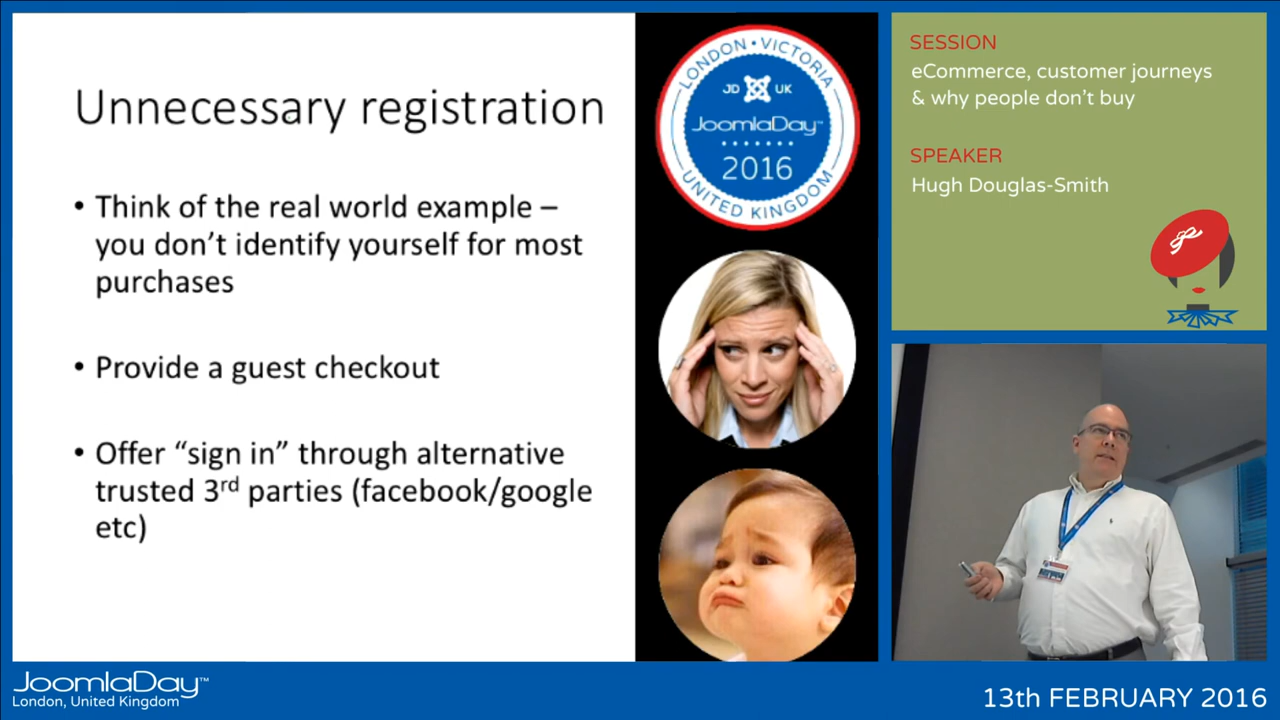 Unnecessary registration
• Think of the real world example –
you don't identify yourself for most
purchases
• Provide a guest checkout
• Offer “sign in” through alternative
trusted 3rd parties (facebook/google
etc)
LONDON • VICTORIA
JD UK
JoomlaDay™
2016
UNITED KINGDOM
SESSION
eCommerce, customer journeys
& why people don't buy
SPEAKER
Hugh Douglas-Smith
JoomlaDay™
London, United Kingdom
13th FEBRUARY 2016